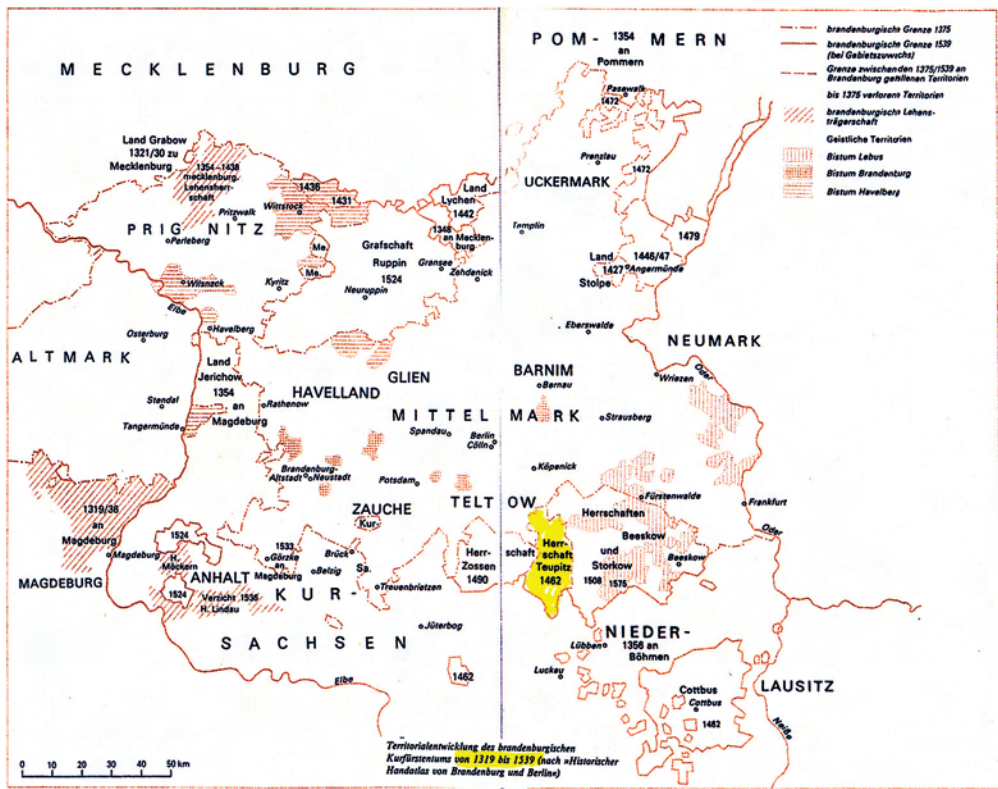 POM-
1354
MERN
an
Pommern
MECKLENBURG
brandenburgische Grenze 1375
brandenburgische Grenze 1539
(bei Gebietszuwachs)
Grenze zwischen den 1375/1539 an
Brandenburg gefallenen Territorien
bis 1375 verlorene Territorien
brandenburgische Lehens-
trägerschaft
Geistliche Territorien
Bistum Lebus
Bistum Brandenburg
Bistum Havelberg
Pasewalk
1472
Prenzlau
1472
UCKERMARK
Templin
Land Grabow
1321/30 zu
Mecklenburg
1354–1438
mecklenburg.
Lehensherr-
schaft
1436
1431
Wittstock
Pritzwalk
PRIGNITZ
Perleberg
Me.
Me.
Land
Lychen
1442
1348
an Mecklen-
burg
Grafschaft
Ruppin
1524
Gransee
Zehdenick
Neuruppin
Kyritz
Wilsnack
Elbe
Havelberg
Osterburg
1479
1446/47
Land
1427
Angermünde
Stolpe
Eberswalde
NEUMARK
ALTMARK
Land
Jerichow
1354
an
Magdeburg
Stendal
Tangermünde
Rathenow
HAVELLAND
GLIEN
BARNIM
Bernau
Oder
Wriezen
MITTELMARK
Strausberg
Spandau
Berlin
Cölln
Köpenick
Brandenburg-
Altstadt
Neustadt
Potsdam
TELTOW
ZAUCHE
Fürstenwalde
Frankfurt
Oder
1319/36
an
Magdeburg
Magdeburg
MAGDEBURG
1524
H.
Möckern
ANHALT
1524
Verzicht 1535
H. Lindau
1533
Görzke
an
Magdeburg
Brück
Belzig
Kur-
Sa.
Treuenbrietzen
Herr-
schaft
Zossen
1490
Herr-
schaft
Teupitz
1462
Herrschaften
Beeskow
und
Storkow
1508
1575
Beeskow
KUR-
SACHSEN
Jüterbog
Elbe
1462
NIEDER-
Lübben
1356 an
Böhmen
Luckau
LAUSITZ
Cottbus
Cottbus
1462
Neiße
Territorialentwicklung des brandenburgischen
Kurfürstentums von 1319 bis 1539 (nach »Historischer
Handatlas von Brandenburg und Berlin«)
0 10 20 30 40 50 km